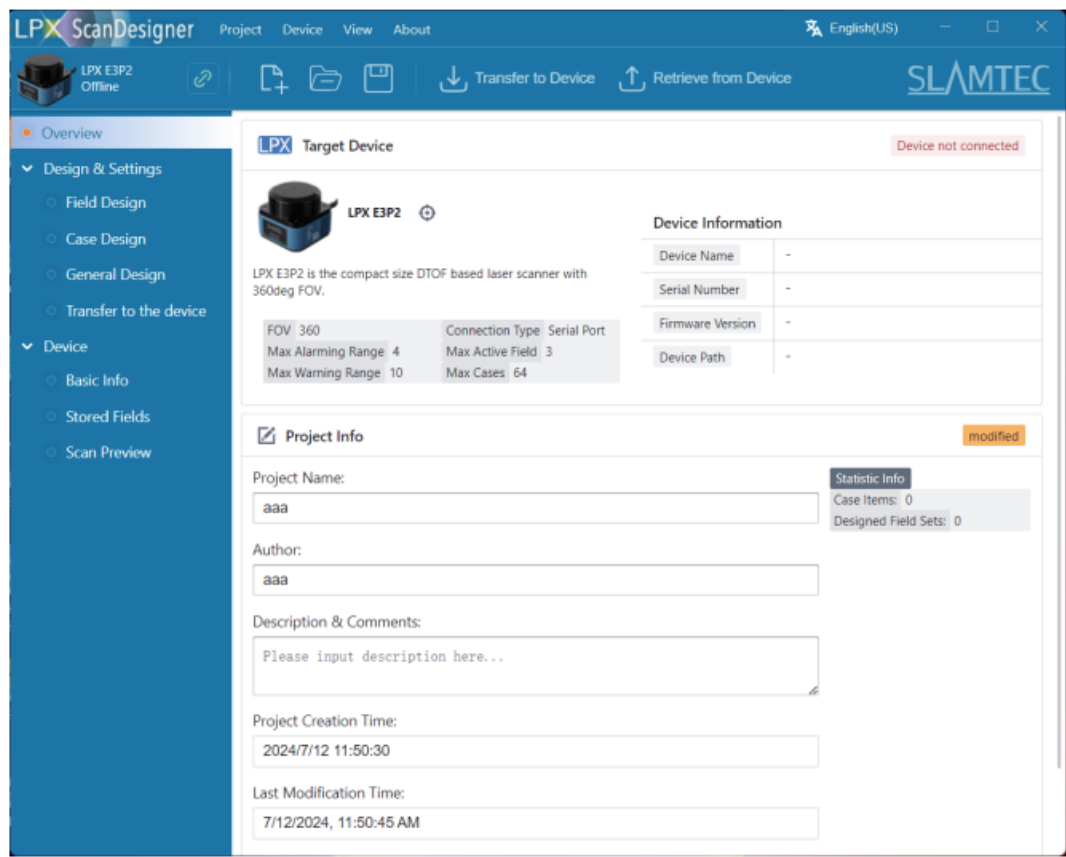 LPX ScanDesigner Project Device View About English(US)
LPX E3P2
Offline
Transfer to Device Retrieve from Device SLAMTEC
Overview
Design & Settings
Field Design
Case Design
General Design
Transfer to the device
Device
Basic Info
Stored Fields
Scan Preview
LPX Target Device Device not connected
LPX E3P2
LPX E3P2 is the compact size DTOF based laser scanner with
360deg FOV.
FOV 360 Connection Type Serial Port
Max Alarming Range 4 Max Active Field 3
Max Warning Range 10 Max Cases 64
Device Information
Device Name -
Serial Number -
Firmware Version -
Device Path -
Project Info modified
Project Name:
aaa
Author:
aaa
Description & Comments:
Please input description here...
Project Creation Time:
2024/7/12 11:50:30
Last Modification Time:
7/12/2024, 11:50:45 AM
Statistic Info
Case Items: 0
Designed Field Sets: 0